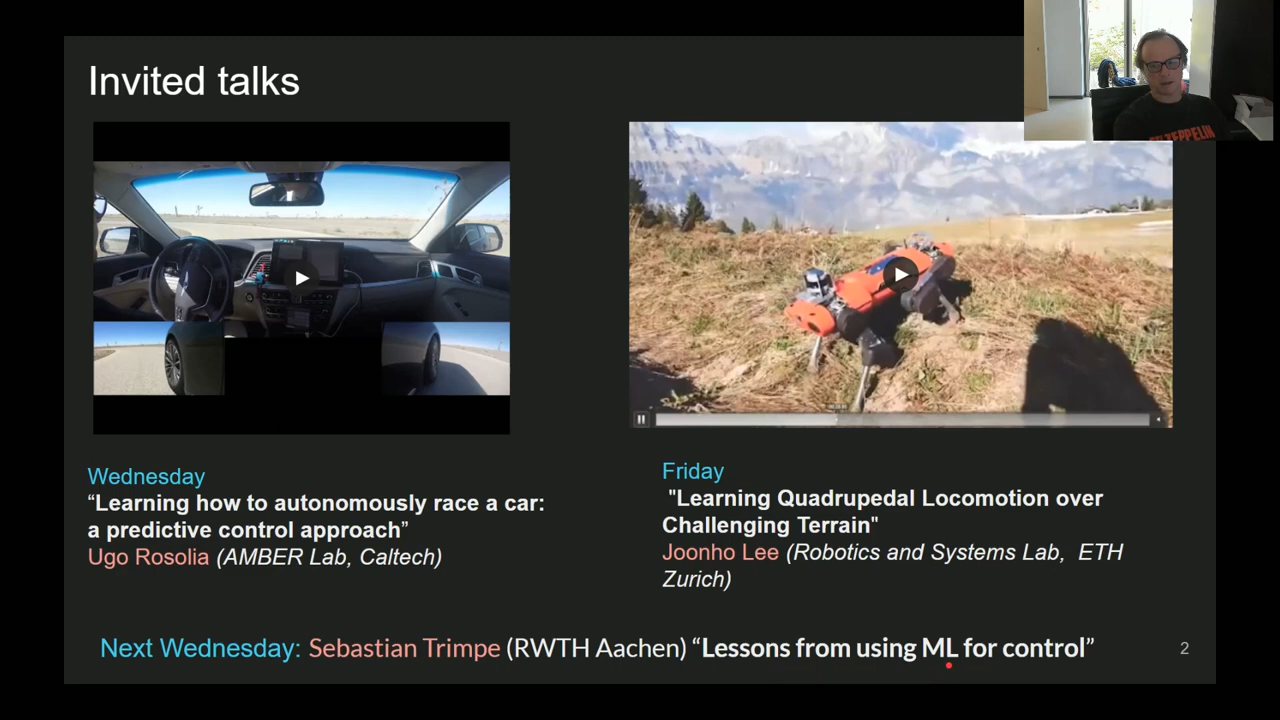 Invited talks
ZEPPELIN
Wednesday
“Learning how to autonomously race a car:
a predictive control approach”
Ugo Rosolia (AMBER Lab, Caltech)
Friday
"Learning Quadrupedal Locomotion over
Challenging Terrain"
Joonho Lee (Robotics and Systems Lab, ETH
Zurich)
Next Wednesday: Sebastian Trimpe (RWTH Aachen) “Lessons from using ML for control”
2